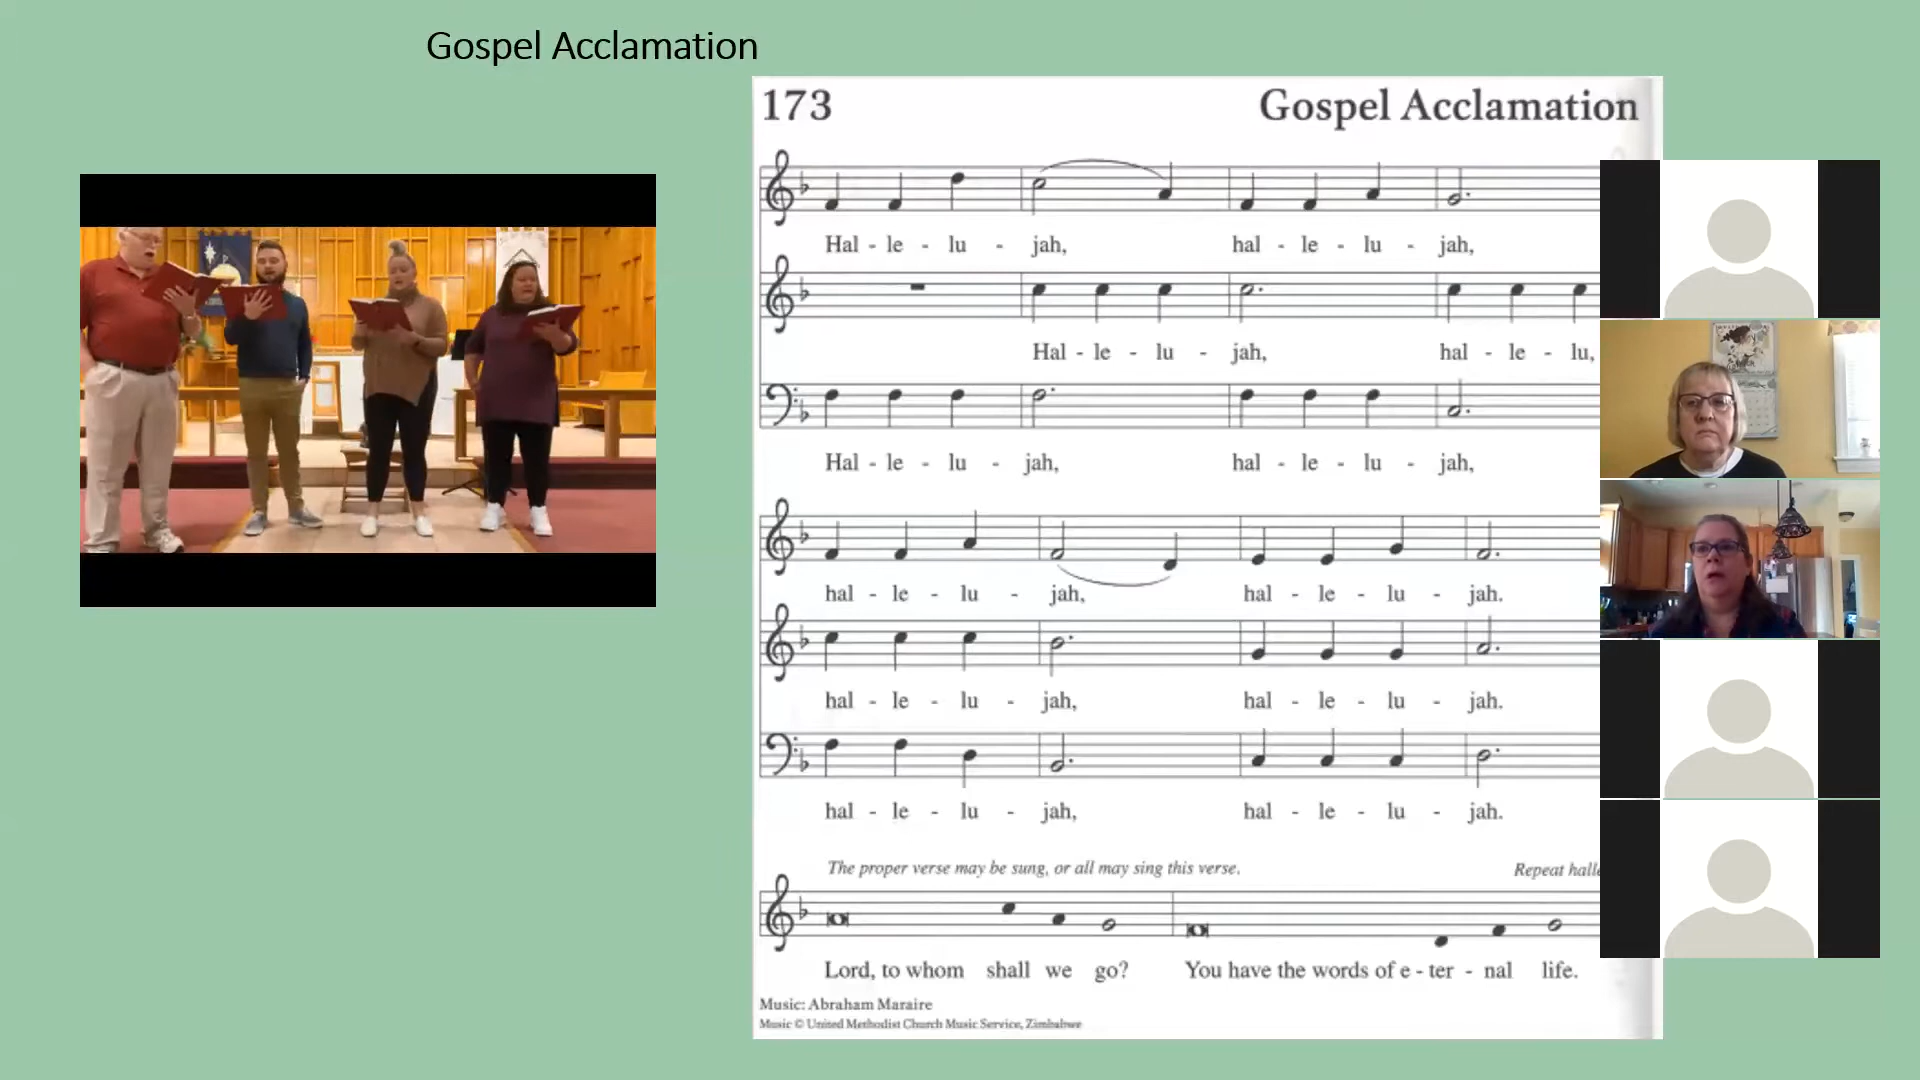 Gospel Acclamation
173 Gospel Acclamation
Hal - le - lu - jah, hal - le - lu - jah,
Hal - le - lu - jah, hal - le - lu,
Hal - le - lu - jah, hal - le - lu - jah,
hal - le - lu - jah, hal - le - lu - jah.
hal - le - lu - jah, hal - le - lu - jah.
hal - le - lu - jah, hal - le - lu - jah.
The proper verse may be sung, or all may sing this verse. Repeat
Lord, to whom shall we go? You have the words of e - ter - nal life.
Music: Abraham Maraire
Music © United Methodist Church Music Service, Zimbabwe